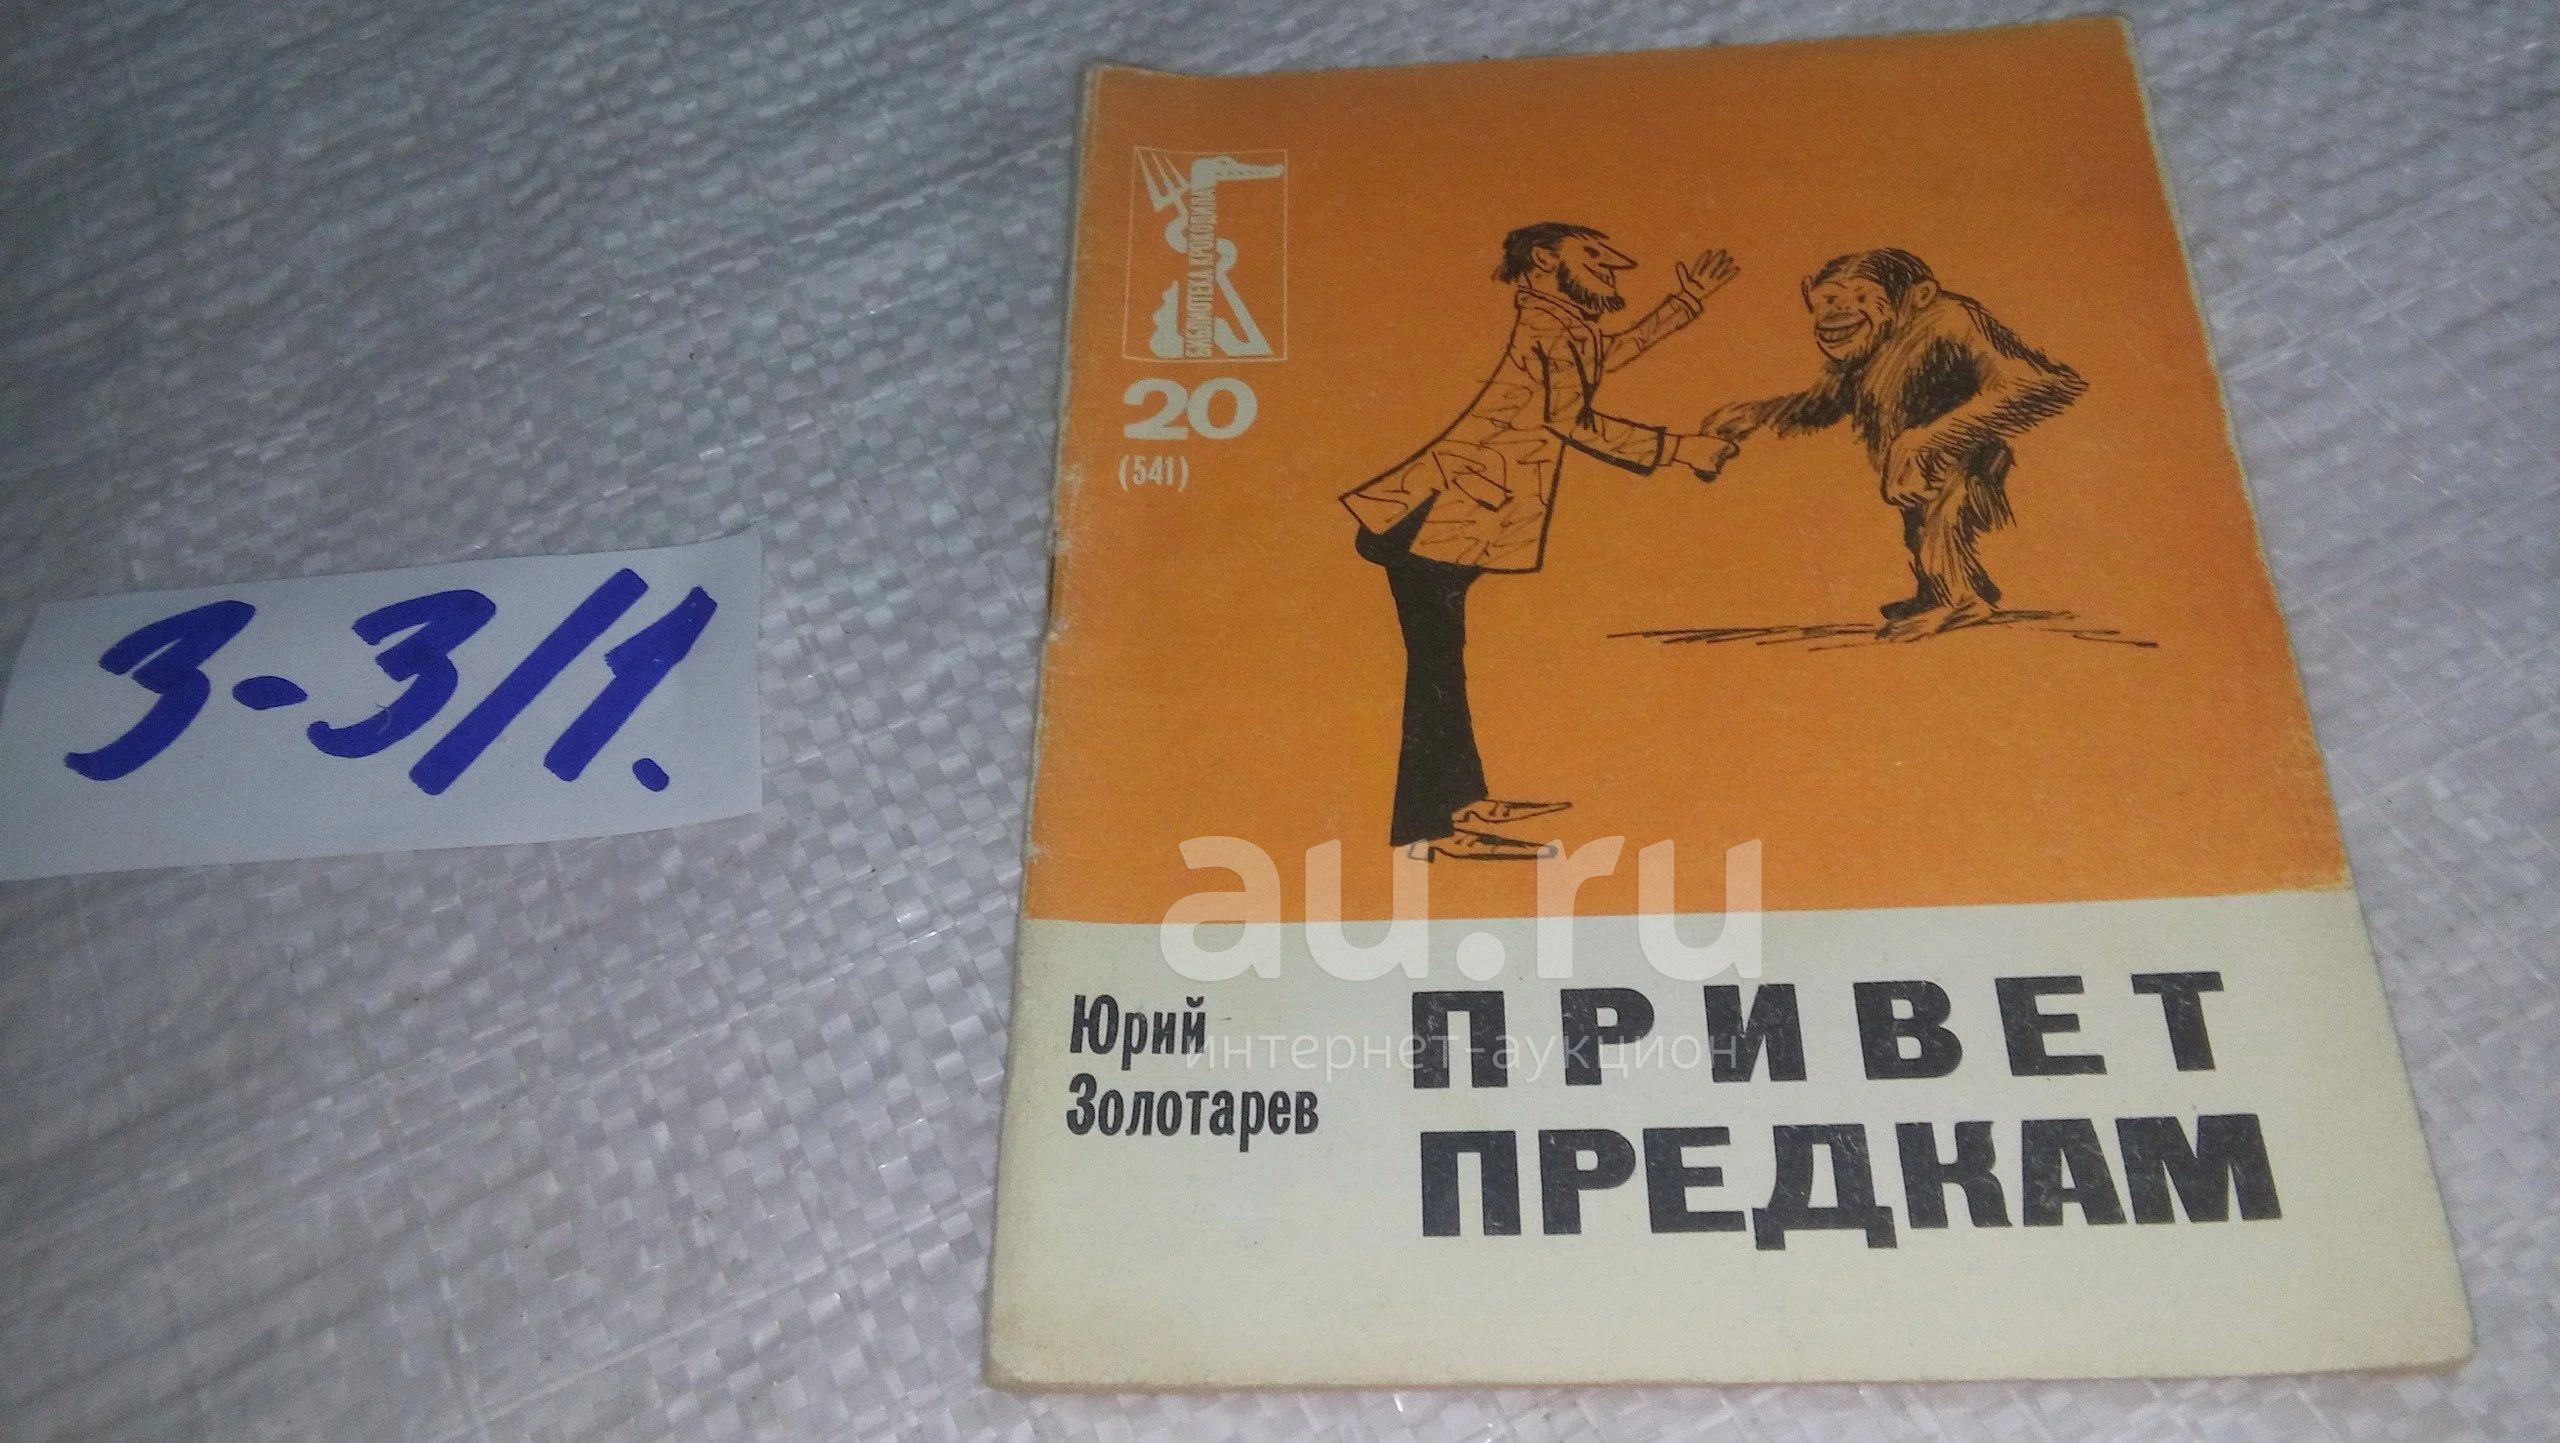 3-3/1.
БИБЛИОТЕКА КРОКОДИЛА
20
(541)
au.ru
интернет-аукцион
Юрий
Золотарев
ПРИВЕТ
ПРЕДКАМ